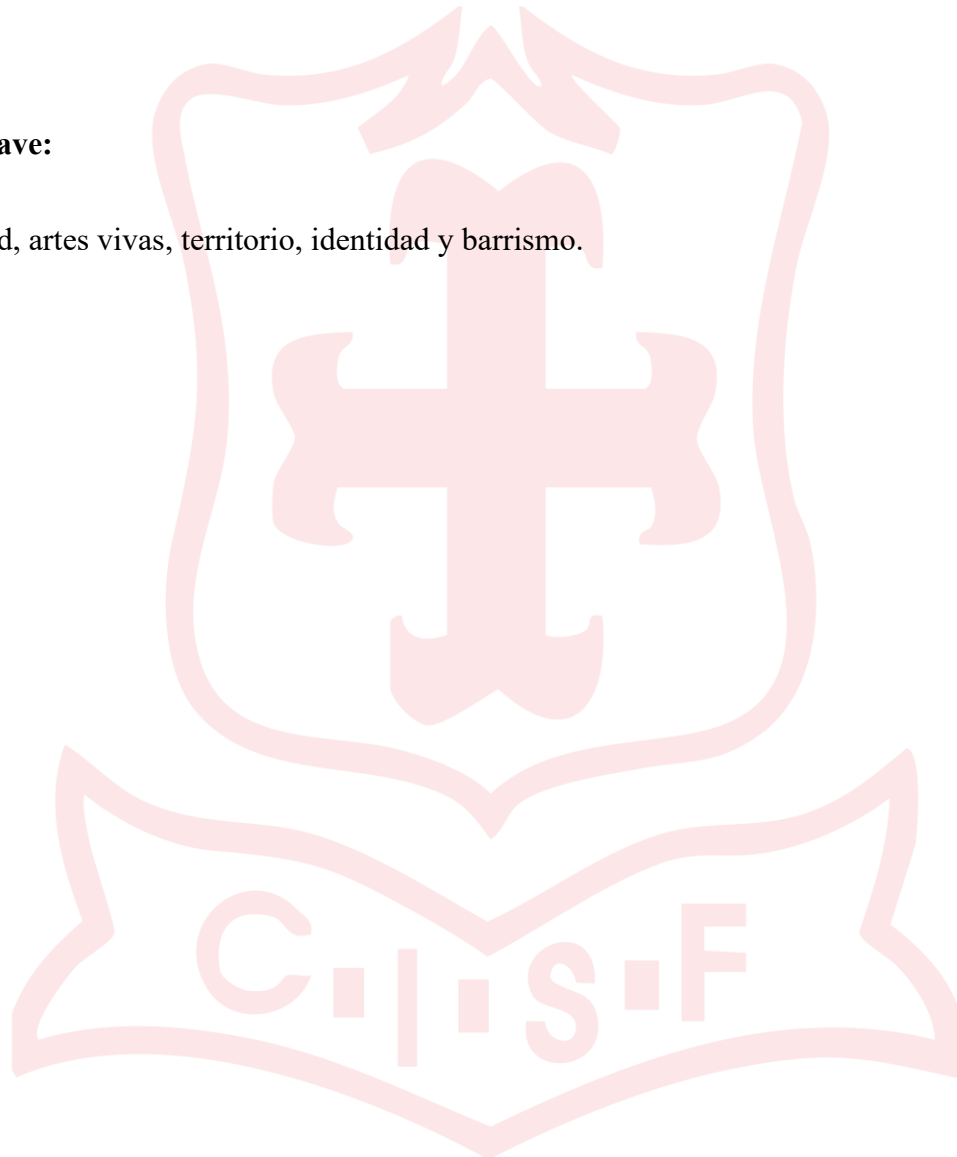 ave:
d, artes vivas, territorio, identidad y barrismo.
C.I.S.F